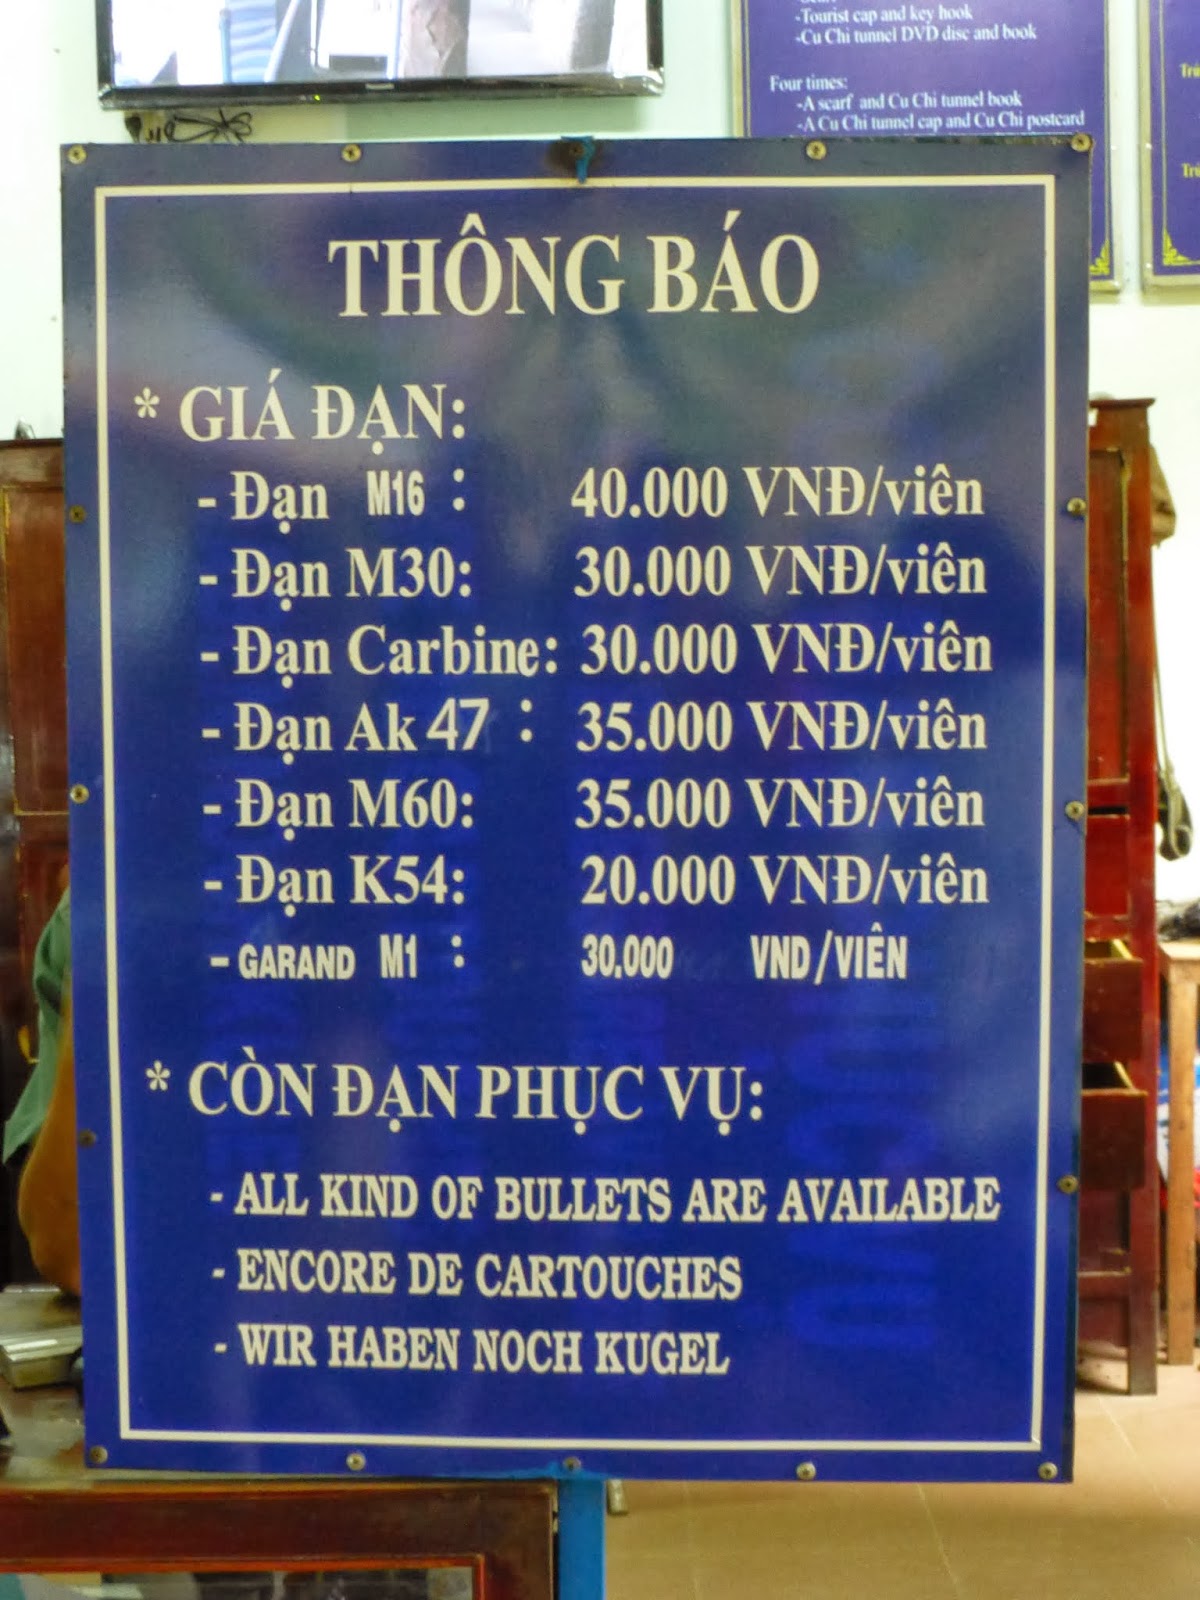 -Tourist cap and key hook
-Cu Chi tunnel DVD disc and book
Four times:
-A scarf and Cu Chi tunnel book
-A Cu Chi tunnel cap and Cu Chi postcard
THÔNG BÁO
* GIÁ ĐẠN:
- Đạn M16 : 40.000 VNĐ/viên
- Đạn M30: 30.000 VNĐ/viên
- Đạn Carbine: 30.000 VNĐ/viên
- Đạn Ak 47 : 35.000 VNĐ/viên
- Đạn M60: 35.000 VNĐ/viên
- Đạn K54: 20.000 VNĐ/viên
- GARAND M1 : 30.000 VND/VIÊN
* CÒN ĐẠN PHỤC VỤ:
- ALL KIND OF BULLETS ARE AVAILABLE
- ENCORE DE CARTOUCHES
- WIR HABEN NOCH KUGEL